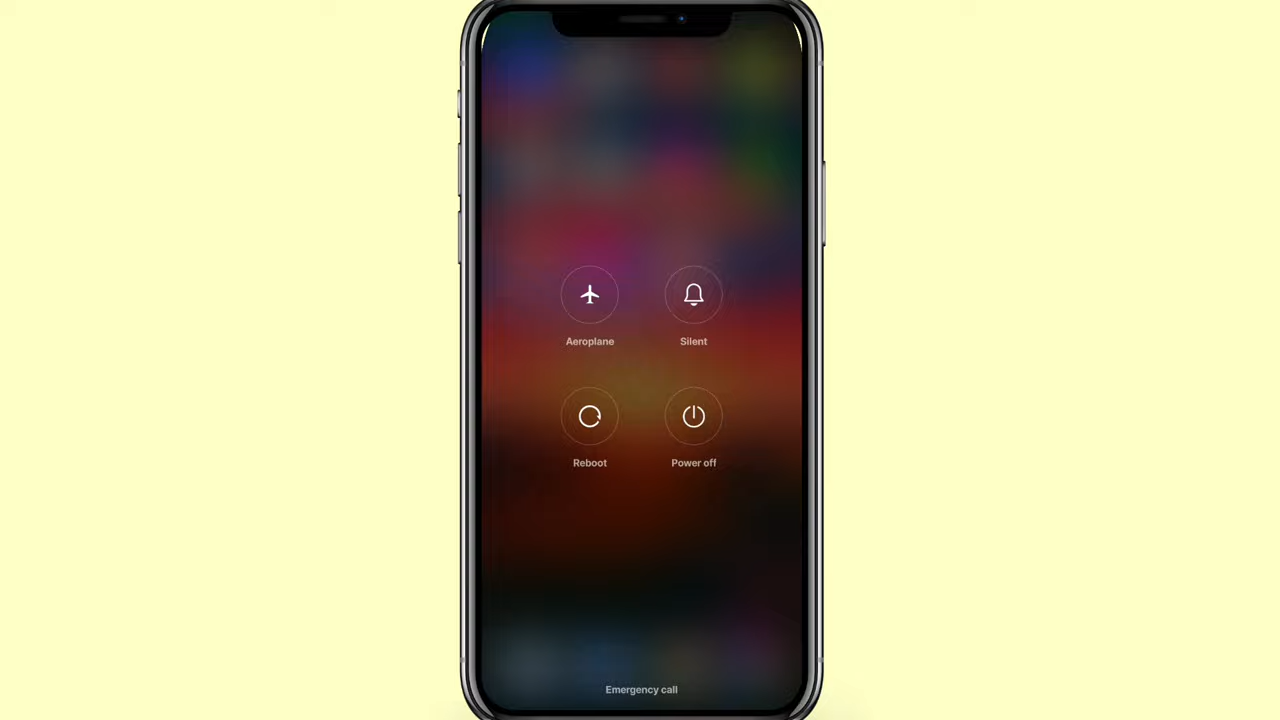 Aeroplane
Silent
Reboot
Power off
Emergency call